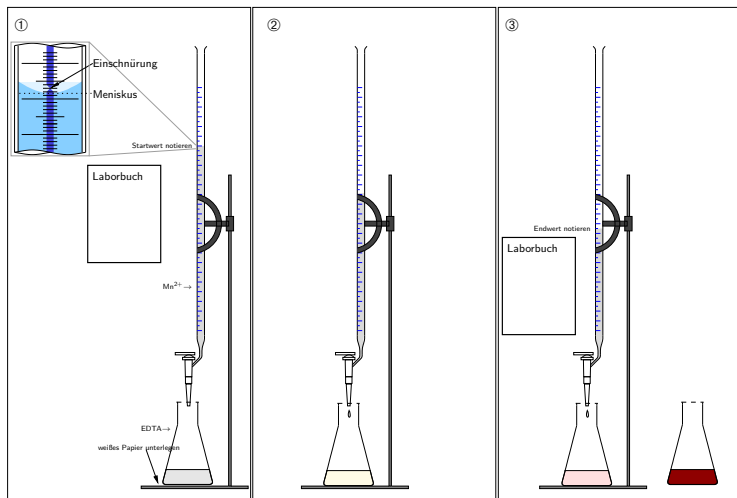 ①
Einschnürung
Meniskus
Startwert notieren
Laborbuch
Mn²⁺→
EDTA→
weißes Papier unterlegen
②
③
Endwert notieren
Laborbuch